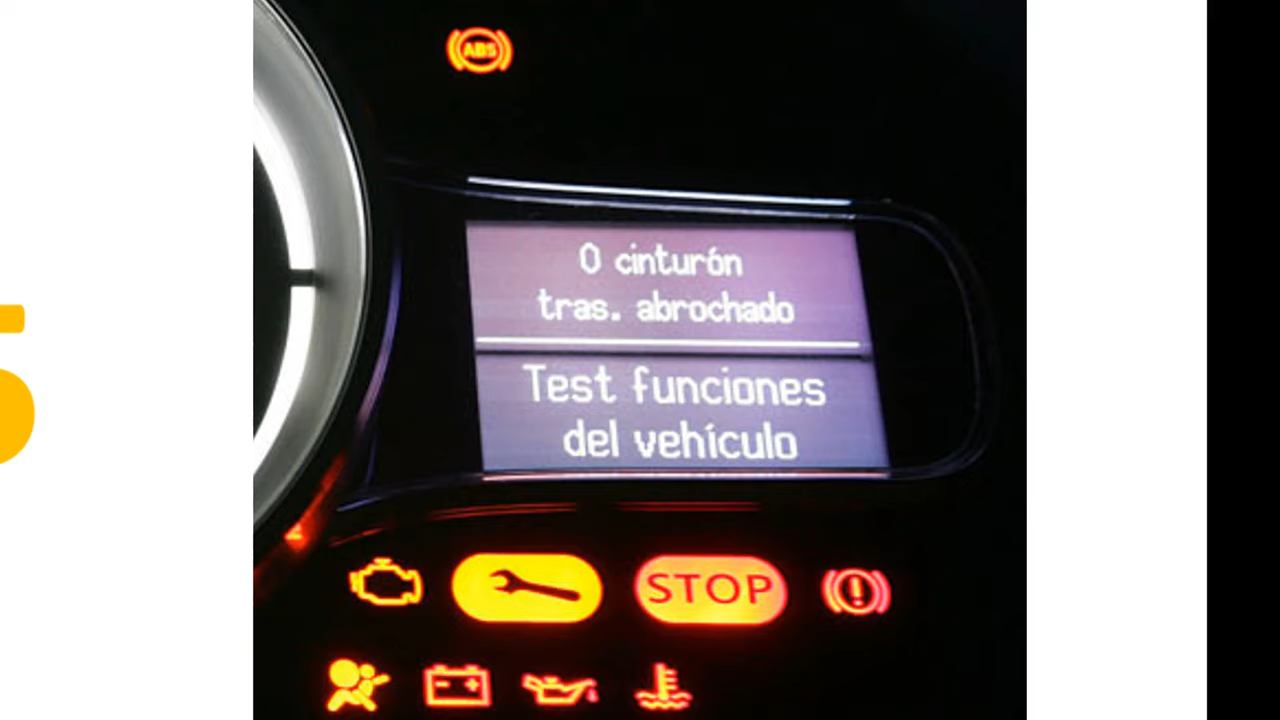 ABS
0 cinturón
tras. abrochado
Test funciones
del vehículo
STOP